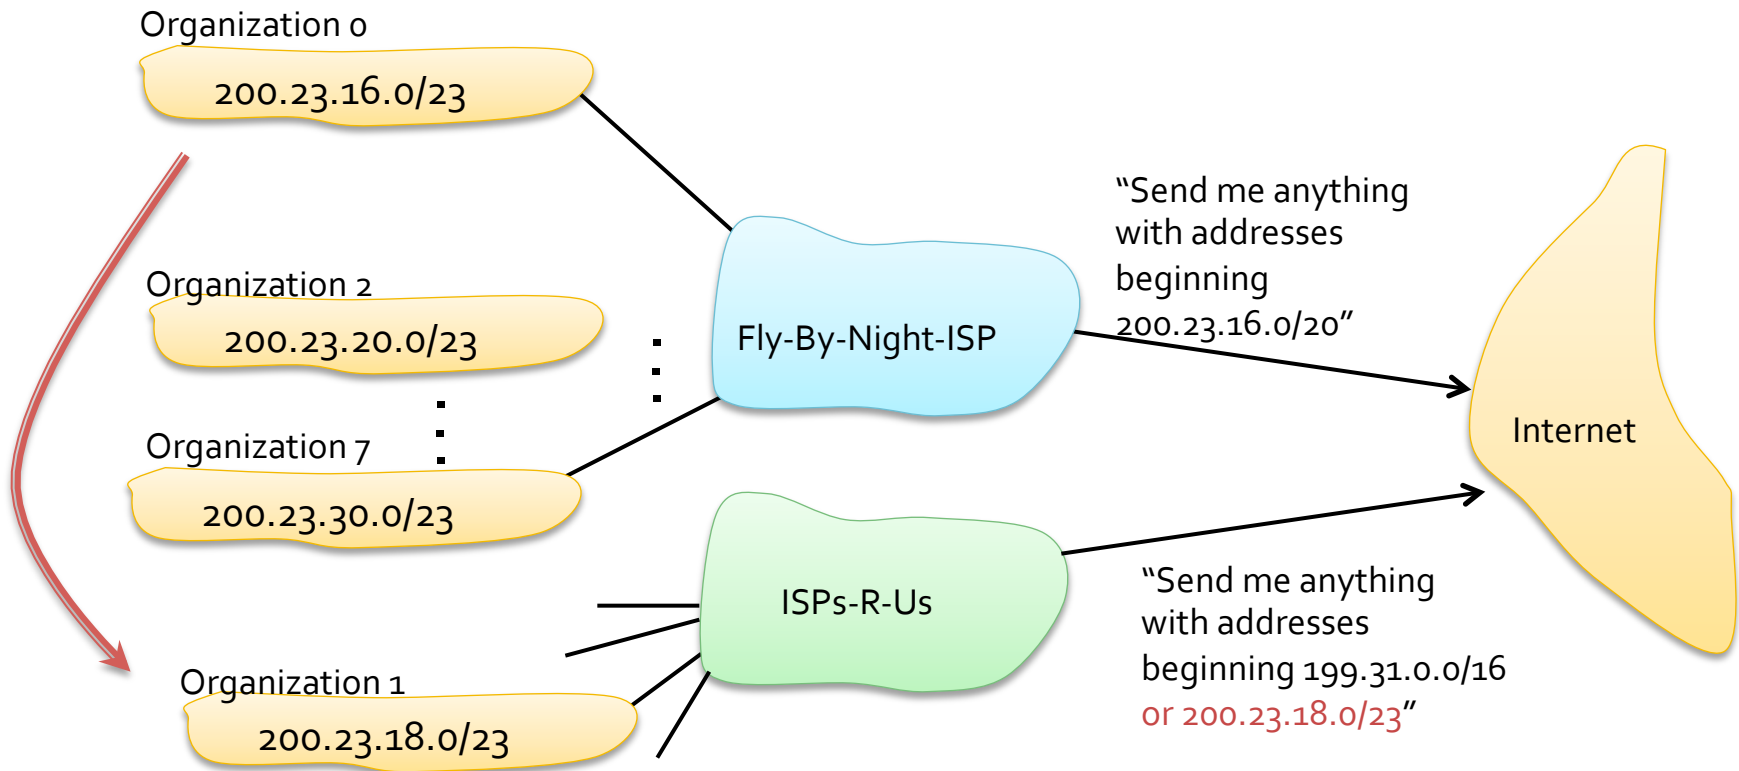 Organization 0
200.23.16.0/23
Organization 2
200.23.20.0/23
Organization 7
200.23.30.0/23
Organization 1
200.23.18.0/23
Fly-By-Night-ISP
ISPs-R-Us
“Send me anything
with addresses
beginning
200.23.16.0/20”
“Send me anything
with addresses
beginning 199.31.0.0/16
or 200.23.18.0/23”
Internet